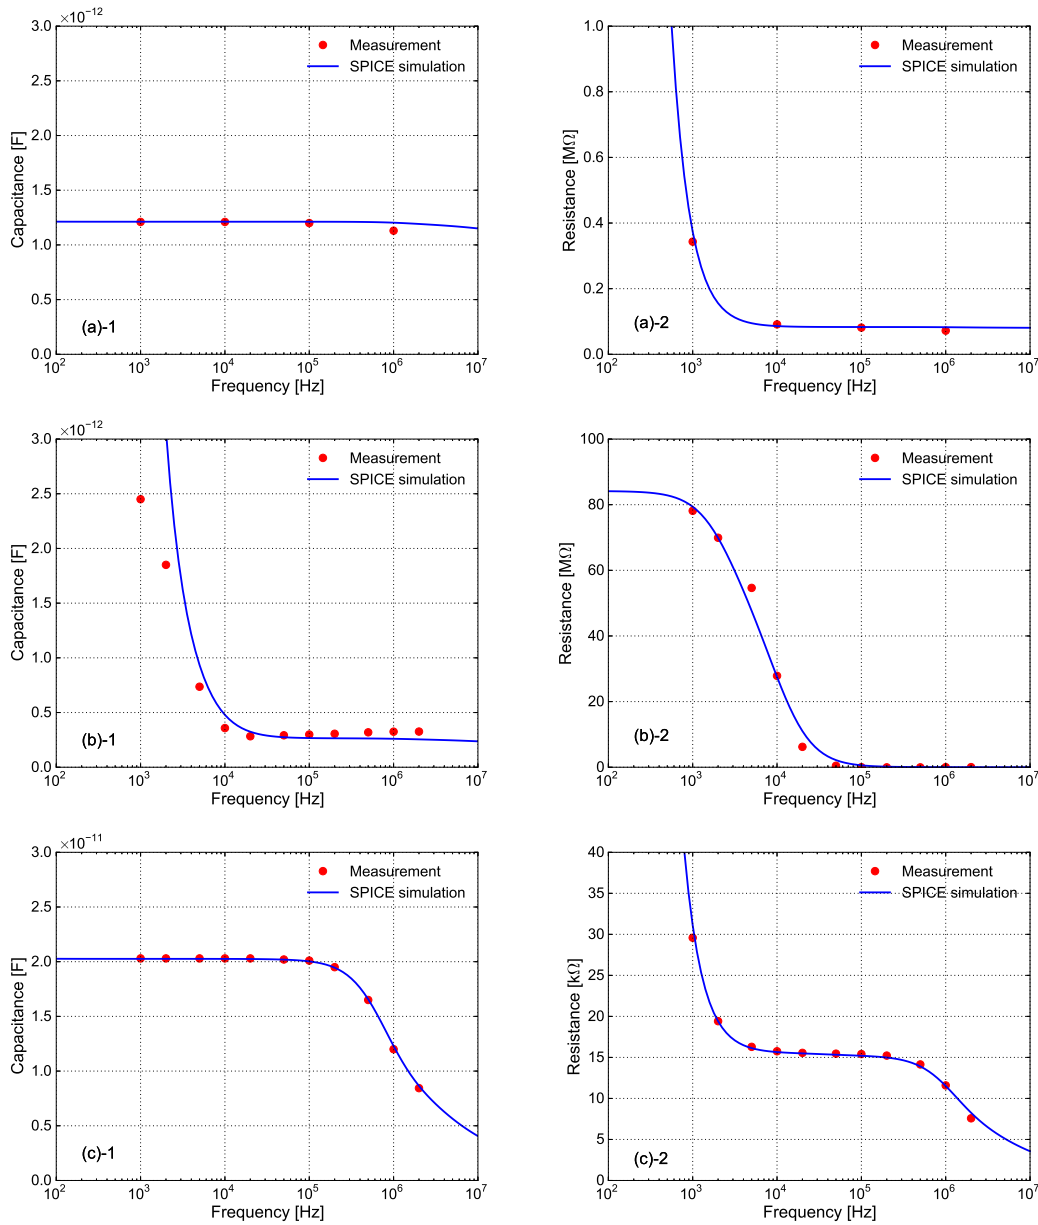 ×10⁻¹²
3.0
2.5
2.0
1.5
1.0
0.5
0.0
Capacitance [F]
Measurement
SPICE simulation
(a)-1
10² 10³ 10⁴ 10⁵ 10⁶ 10⁷
Frequency [Hz]
1.0
0.8
0.6
0.4
0.2
0.0
Resistance [MΩ]
Measurement
SPICE simulation
(a)-2
10² 10³ 10⁴ 10⁵ 10⁶ 10⁷
Frequency [Hz]
×10⁻¹²
3.0
2.5
2.0
1.5
1.0
0.5
0.0
Capacitance [F]
Measurement
SPICE simulation
(b)-1
10² 10³ 10⁴ 10⁵ 10⁶ 10⁷
Frequency [Hz]
100
80
60
40
20
0
Resistance [MΩ]
Measurement
SPICE simulation
(b)-2
10² 10³ 10⁴ 10⁵ 10⁶ 10⁷
Frequency [Hz]
×10⁻¹¹
3.0
2.5
2.0
1.5
1.0
0.5
0.0
Capacitance [F]
Measurement
SPICE simulation
(c)-1
10² 10³ 10⁴ 10⁵ 10⁶ 10⁷
Frequency [Hz]
40
35
30
25
20
15
10
5
0
Resistance [kΩ]
Measurement
SPICE simulation
(c)-2
10² 10³ 10⁴ 10⁵ 10⁶ 10⁷
Frequency [Hz]